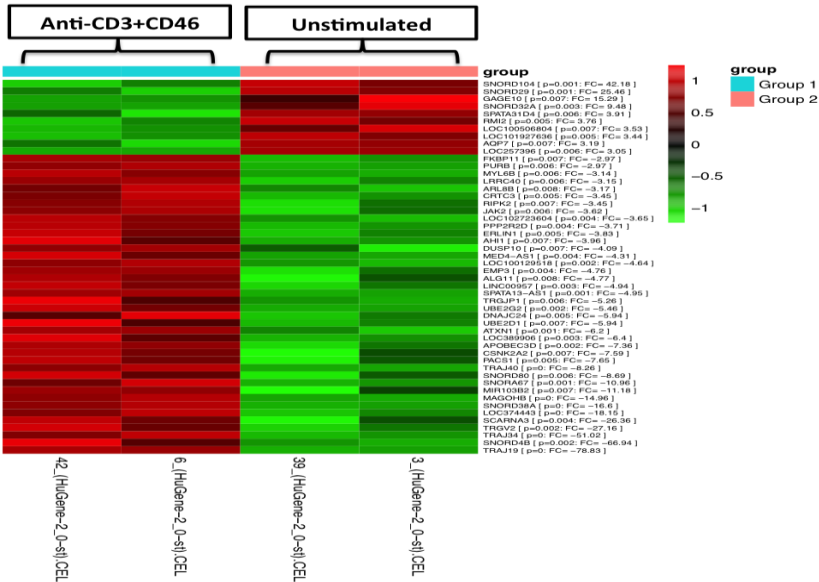 Anti-CD3+CD46
Unstimulated
group
SNORD104 [ p=0.001: FC= 42.18 ]
SNORD29 [ p=0.001: FC= 25.46 ]
GAGE10 [ p=0.007: FC= 15.29 ]
SNORD32A [ p=0.003: FC= 9.48 ]
SPATA31D4 [ p=0.006: FC= 3.91 ]
RMI2 [ p=0.005: FC= 3.76 ]
LOC100506804 [ p=0.007: FC= 3.53 ]
LOC101927636 [ p=0.005: FC= 3.44 ]
AQP7 [ p=0.007: FC= 3.19 ]
LOC257396 [ p=0.006: FC= 3.05 ]
FKBP11 [ p=0.007: FC= −2.97 ]
PURB [ p=0.006: FC= −2.97 ]
MYL6B [ p=0.006: FC= −3.14 ]
LRRC40 [ p=0.006: FC= −3.15 ]
ARL8B [ p=0.008: FC= −3.17 ]
CRTC3 [ p=0.005: FC= −3.45 ]
RIPK2 [ p=0.007: FC= −3.45 ]
JAK2 [ p=0.006: FC= −3.62 ]
LOC102723604 [ p=0.004: FC= −3.65 ]
PPP2R2D [ p=0.004: FC= −3.71 ]
ERLIN1 [ p=0.005: FC= −3.83 ]
AHI1 [ p=0.007: FC= −3.96 ]
DUSP10 [ p=0.007: FC= −4.09 ]
MED4−AS1 [ p=0.004: FC= −4.31 ]
LOC100129518 [ p=0.002: FC= −4.64 ]
EMP3 [ p=0.004: FC= −4.76 ]
ALG11 [ p=0.008: FC= −4.77 ]
LINC00957 [ p=0.003: FC= −4.94 ]
SPATA13−AS1 [ p=0.001: FC= −4.95 ]
TRGJP1 [ p=0.006: FC= −5.26 ]
UBE2G2 [ p=0.002: FC= −5.46 ]
DNAJC24 [ p=0.005: FC= −5.94 ]
UBE2D1 [ p=0.007: FC= −5.94 ]
ATXN1 [ p=0.001: FC= −6.2 ]
LOC389906 [ p=0.003: FC= −6.4 ]
APOBEC3D [ p=0.002: FC= −7.36 ]
CSNK2A2 [ p=0.007: FC= −7.59 ]
PACS1 [ p=0.005: FC= −7.65 ]
TRAJ40 [ p=0: FC= −8.26 ]
SNORD80 [ p=0.006: FC= −8.69 ]
SNORA67 [ p=0.001: FC= −10.96 ]
MIR103B2 [ p=0.007: FC= −11.18 ]
MAGOHB [ p=0: FC= −14.96 ]
SNORD38A [ p=0: FC= −16.6 ]
LOC374443 [ p=0: FC= −18.15 ]
SCARNA3 [ p=0.004: FC= −26.36 ]
TRGV2 [ p=0.002: FC= −27.16 ]
TRAJ34 [ p=0: FC= −51.02 ]
SNORD4B [ p=0.002: FC= −66.94 ]
TRAJ19 [ p=0: FC= −78.83 ]
1
0.5
0
−0.5
−1
group
Group 1
Group 2
42_(HuGene−2_0−st).CEL
6_(HuGene−2_0−st).CEL
39_(HuGene−2_0−st).CEL
3_(HuGene−2_0−st).CEL